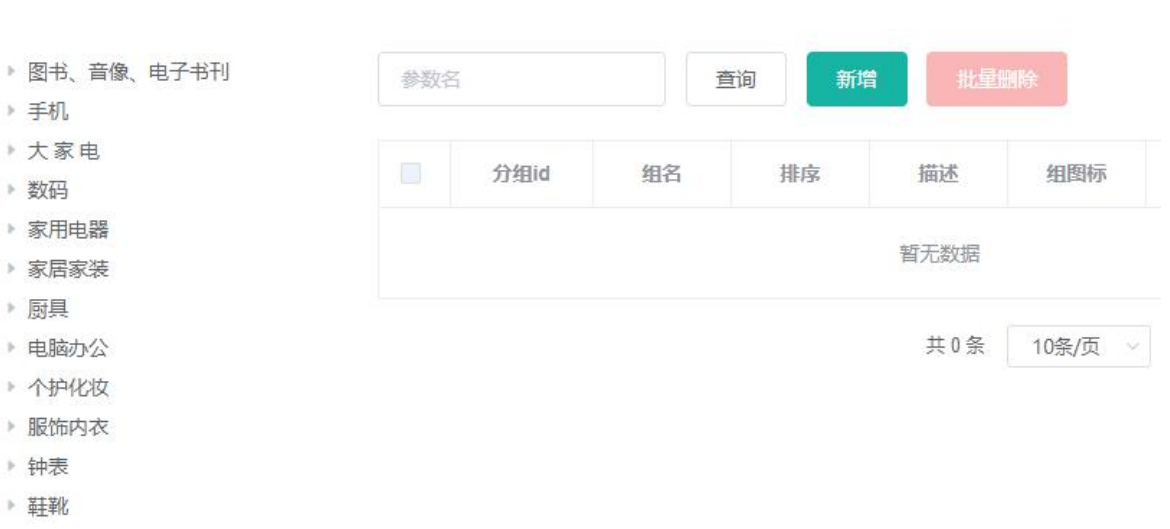 图书、音像、电子书刊
手机
大 家 电
数码
家用电器
家居家装
厨具
电脑办公
个护化妆
服饰内衣
钟表
鞋靴
参数名 查询 新增 批量删除
分组id 组名 排序 描述 组图标
暂无数据
共 0 条 10条/页